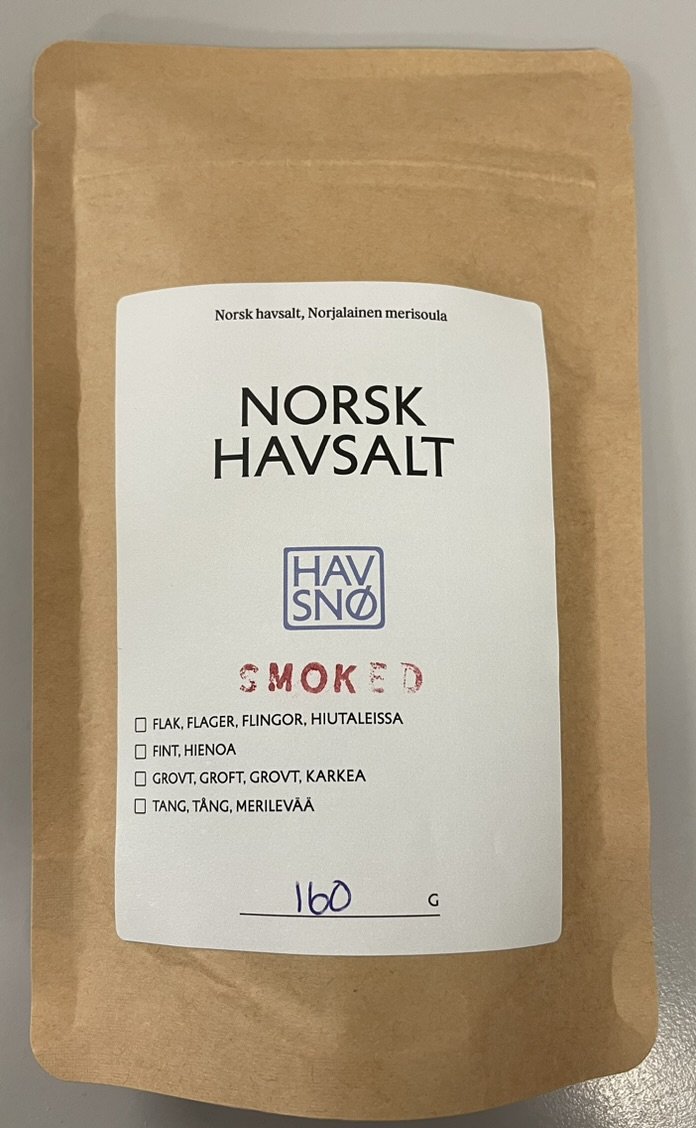 Norsk havsalt, Norjalainen merisoula
NORSK
HAVSALT
HAV
SNØ
SMOKED
☐ FLAK, FLAGER, FLINGOR, HIUTALEISSA
☐ FINT, HIENOA
☐ GROVT, GROFT, GROVT, KARKEA
☐ TANG, TÅNG, MERILEVÄÄ
160 G